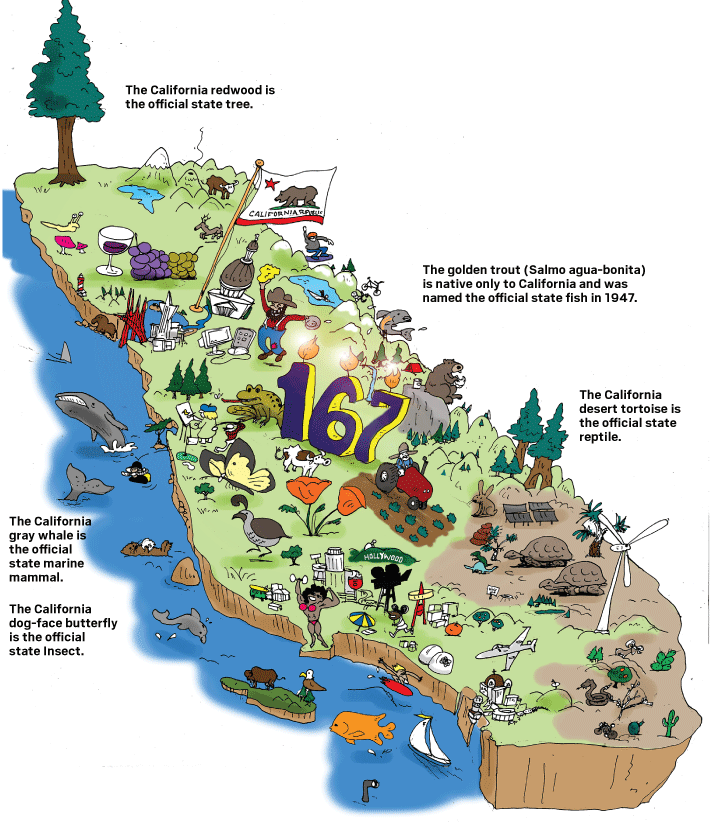 The California redwood is
the official state tree.
CALIFORNIA REPUBLIC
The golden trout (Salmo agua-bonita)
is native only to California and was
named the official state fish in 1947.
167
The California
desert tortoise is
the official state
reptile.
The California
gray whale is
the official
state marine
mammal.
HOLLYWOOD
The California
dog-face butterfly
is the official
state Insect.